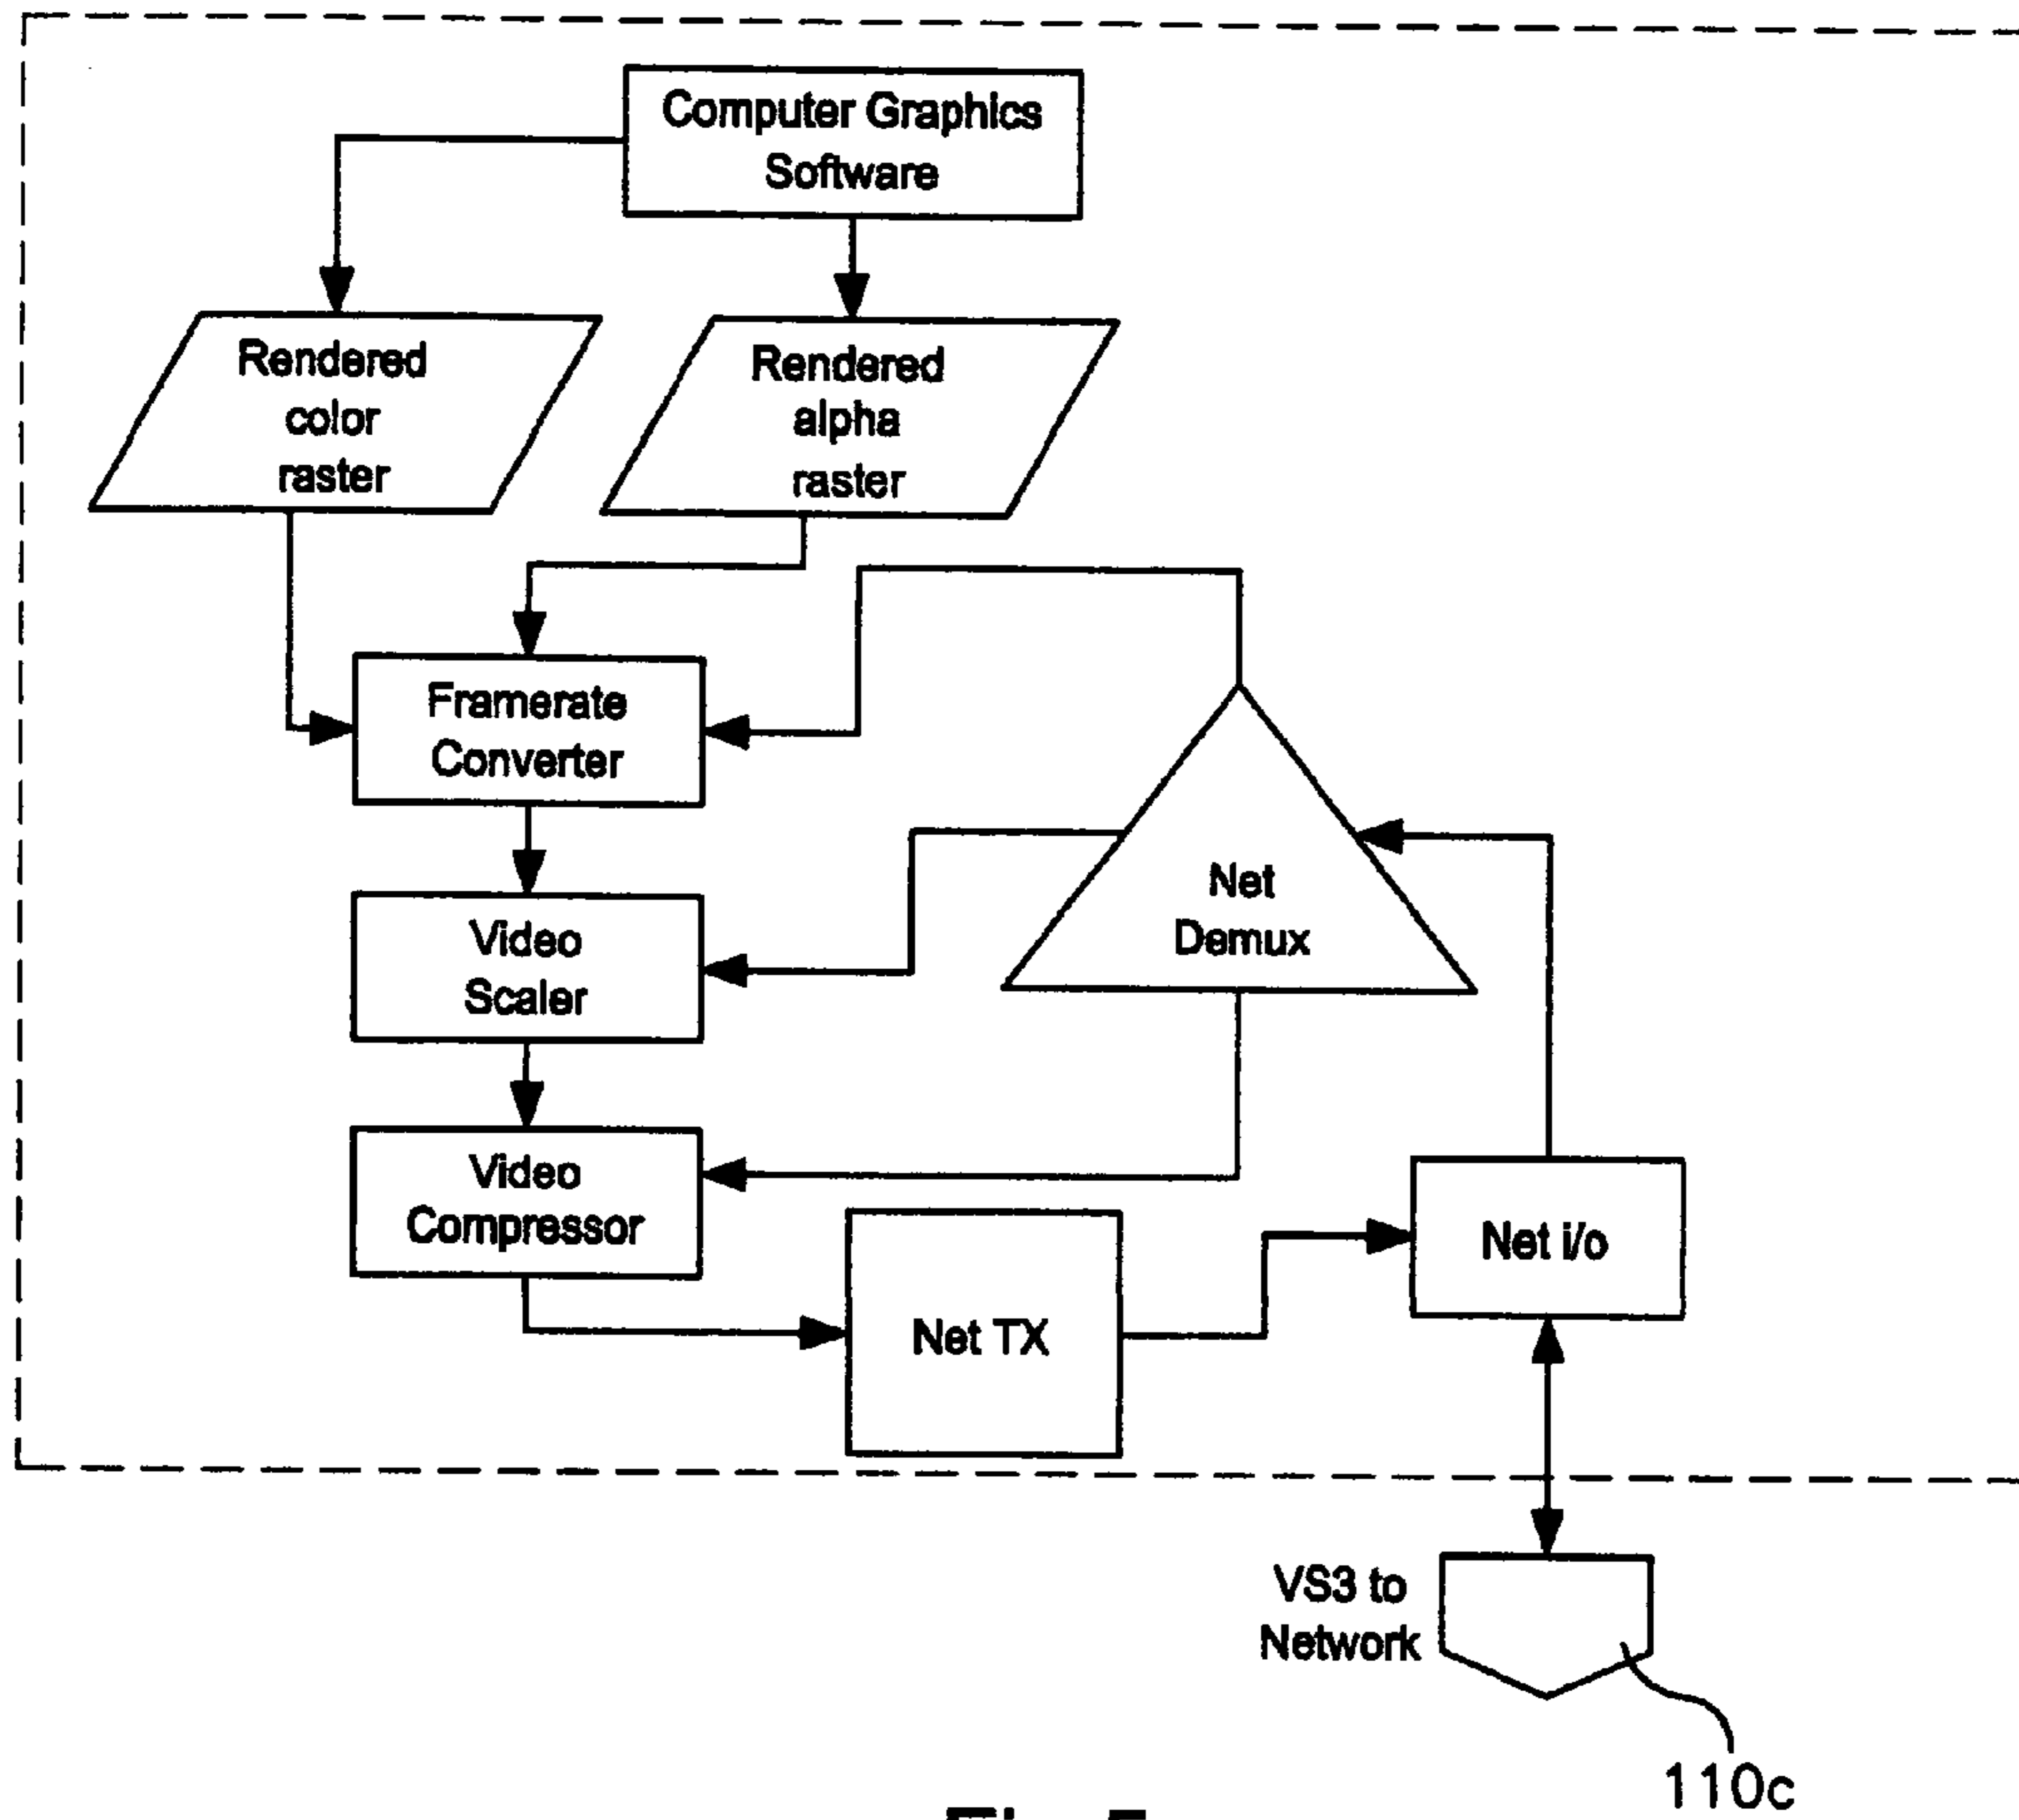 Computer Graphics
Software
Rendered
color
raster
Rendered
alpha
raster
Framerate
Converter
Video
Scaler
Net
Demux
Video
Compressor
Net TX
Net i/o
VS3 to
Network
110c